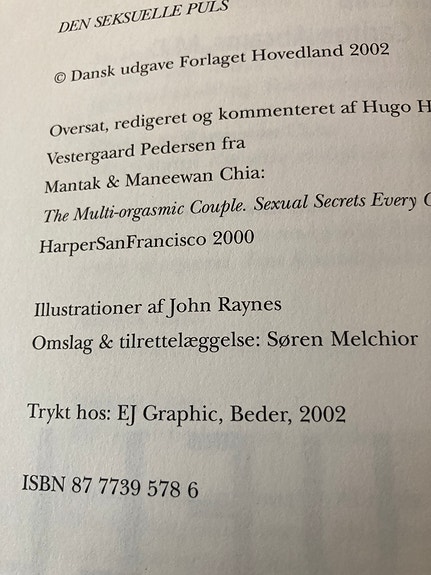 DEN SEKSUELLE PULS
© Dansk udgave Forlaget Hovedland 2002
Oversat, redigeret og kommenteret af Hugo H
Vestergaard Pedersen fra
Mantak & Maneewan Chia:
The Multi-orgasmic Couple. Sexual Secrets Every
HarperSanFrancisco 2000
Illustrationer af John Raynes
Omslag & tilrettelæggelse: Søren Melchior
Trykt hos: EJ Graphic, Beder, 2002
ISBN 87 7739 578 6